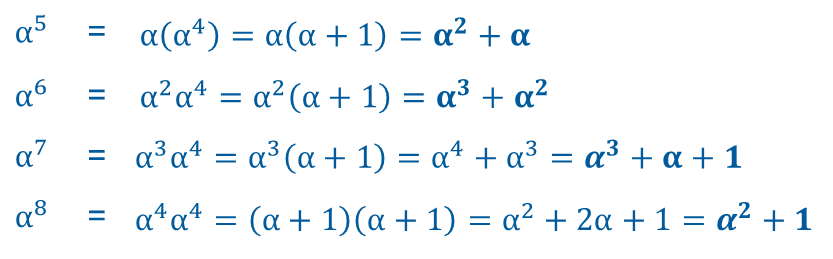 α⁵ = α(α⁴) = α(α + 1) = α² + α
α⁶ = α²α⁴ = α²(α + 1) = α³ + α²
α⁷ = α³α⁴ = α³(α + 1) = α⁴ + α³ = α³ + α + 1
α⁸ = α⁴α⁴ = (α + 1)(α + 1) = α² + 2α + 1 = α² + 1